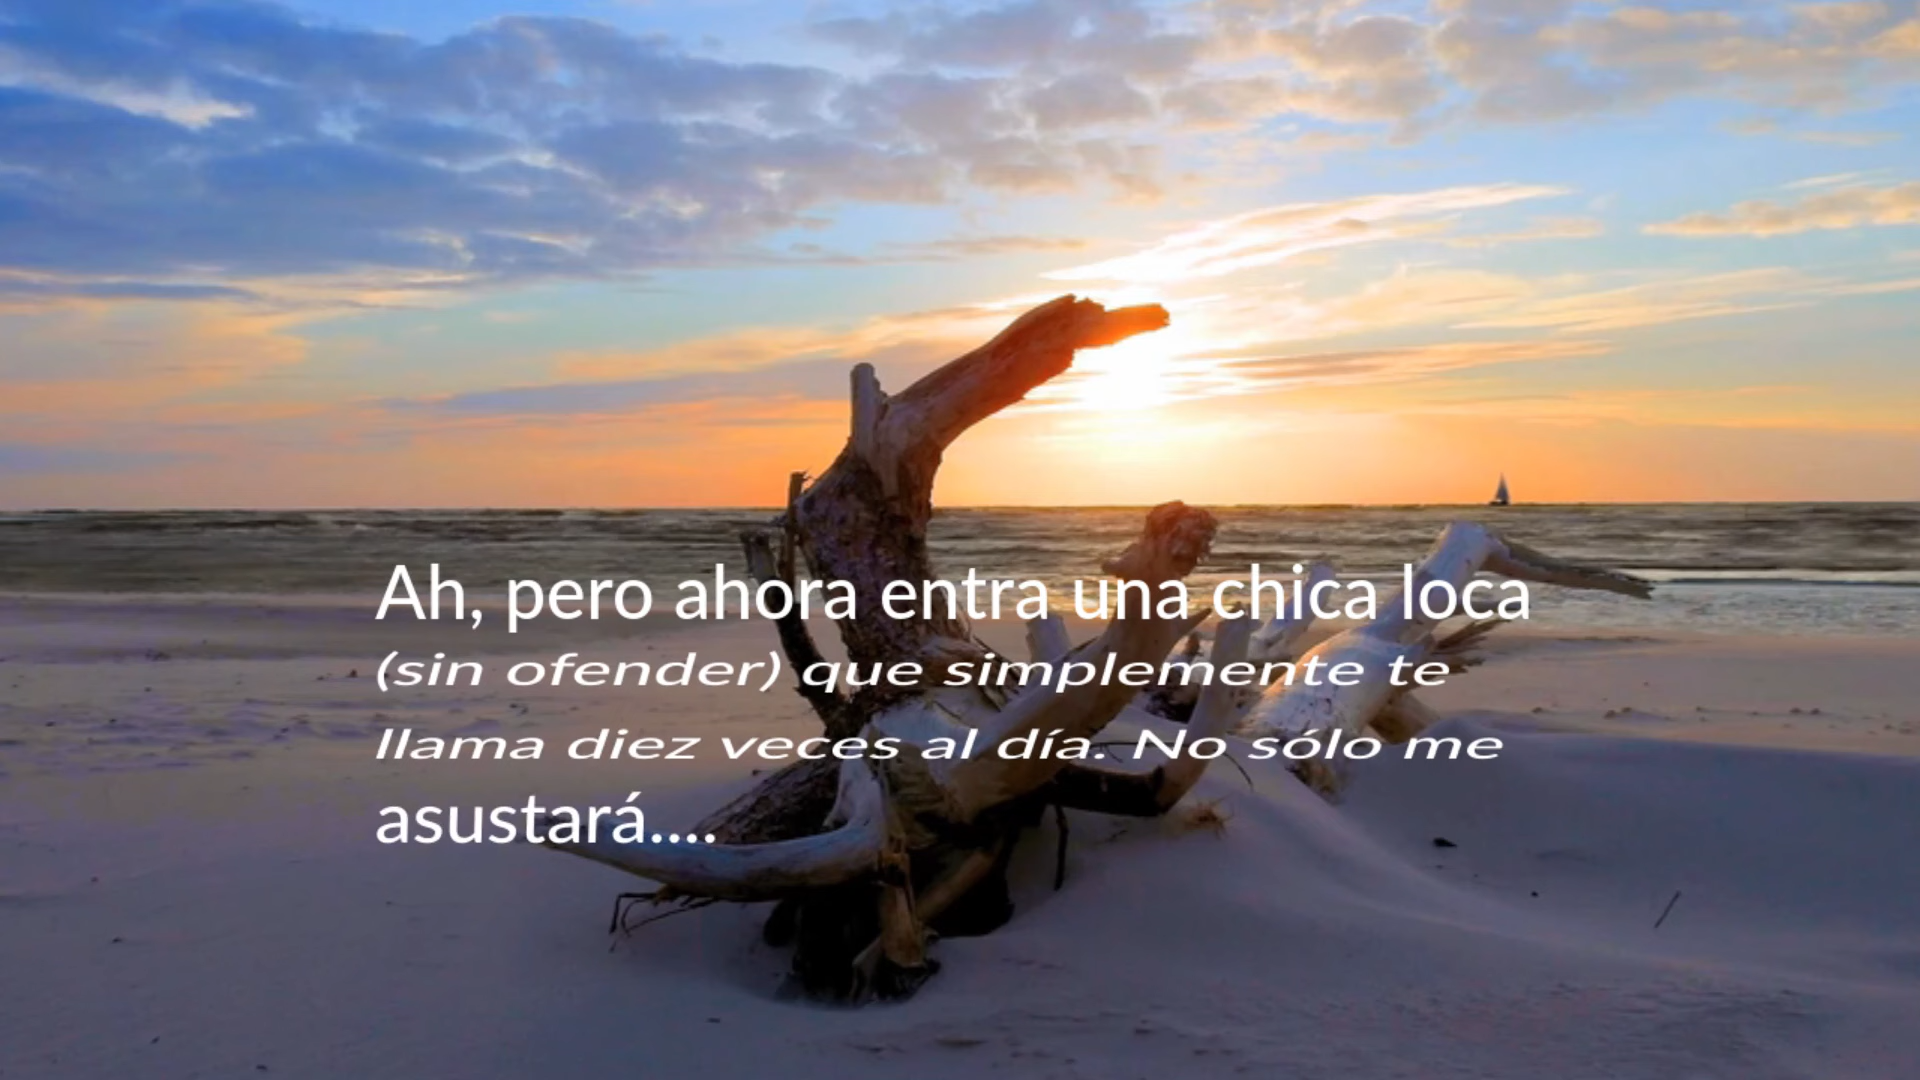 Ah, pero ahora entra una chica loca
(sin ofender) que simplemente te
llama diez veces al día. No sólo me
asustará....